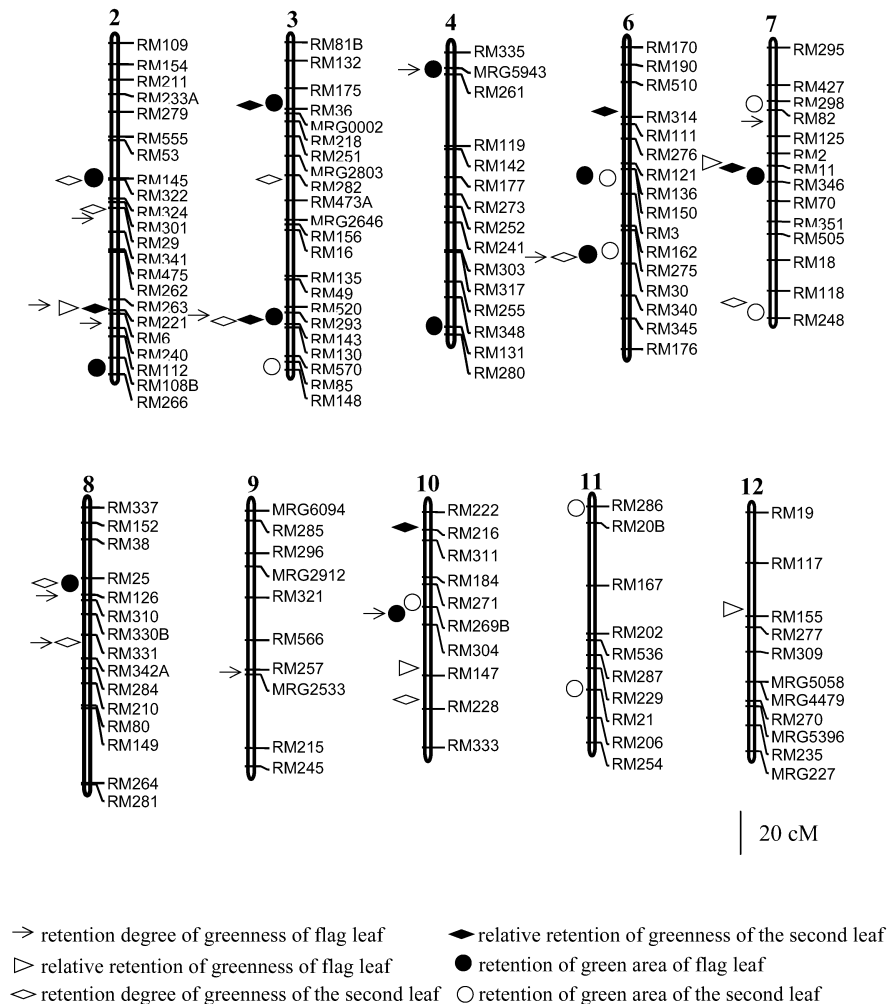 2
RM109
RM154
RM211
RM233A
RM279
RM555
RM53
RM145
RM322
RM324
RM301
RM29
RM341
RM475
RM262
RM263
RM221
RM6
RM240
RM112
RM108B
RM266
3
RM81B
RM132
RM175
RM36
MRG0002
RM218
RM251
MRG2803
RM282
RM473A
MRG2646
RM156
RM16
RM135
RM49
RM520
RM293
RM143
RM130
RM570
RM85
RM148
4
RM335
MRG5943
RM261
RM119
RM142
RM177
RM273
RM252
RM241
RM303
RM317
RM255
RM348
RM131
RM280
6
RM170
RM190
RM510
RM314
RM111
RM276
RM121
RM136
RM150
RM3
RM162
RM275
RM30
RM340
RM345
RM176
7
RM295
RM427
RM298
RM82
RM125
RM2
RM11
RM346
RM70
RM351
RM505
RM18
RM118
RM248
8
RM337
RM152
RM38
RM25
RM126
RM310
RM330B
RM331
RM342A
RM284
RM210
RM80
RM149
RM264
RM281
9
MRG6094
RM285
RM296
MRG2912
RM321
RM566
RM257
MRG2533
RM215
RM245
10
RM222
RM216
RM311
RM184
RM271
RM269B
RM304
RM147
RM228
RM333
11
RM286
RM20B
RM167
RM202
RM536
RM287
RM229
RM21
RM206
RM254
12
RM19
RM117
RM155
RM277
RM309
MRG5058
MRG4479
RM270
MRG5396
RM235
MRG227
20 cM
retention degree of greenness of flag leaf
relative retention of greenness of flag leaf
retention degree of greenness of the second leaf
relative retention of greenness of the second leaf
retention of green area of flag leaf
retention of green area of the second leaf